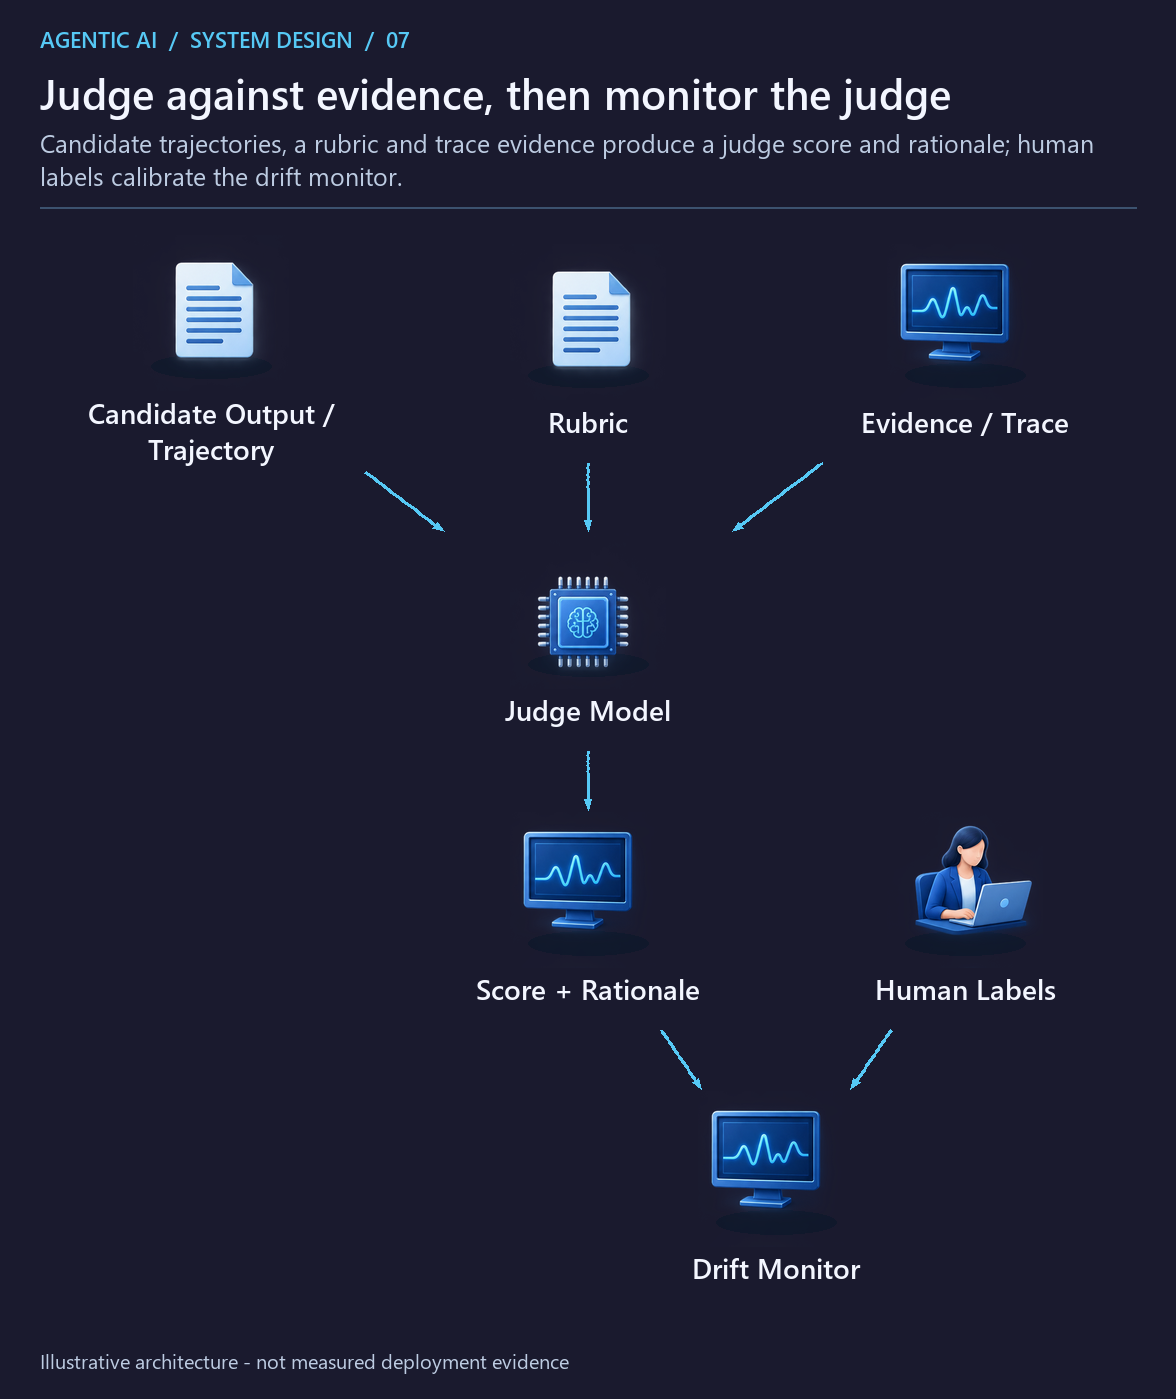 AGENTIC AI / SYSTEM DESIGN / 07
Judge against evidence, then monitor the judge
Candidate trajectories, a rubric and trace evidence produce a judge score and rationale; human
labels calibrate the drift monitor.
Candidate Output /
Trajectory
Rubric
Evidence / Trace
Judge Model
Score + Rationale
Human Labels
Drift Monitor
Illustrative architecture - not measured deployment evidence